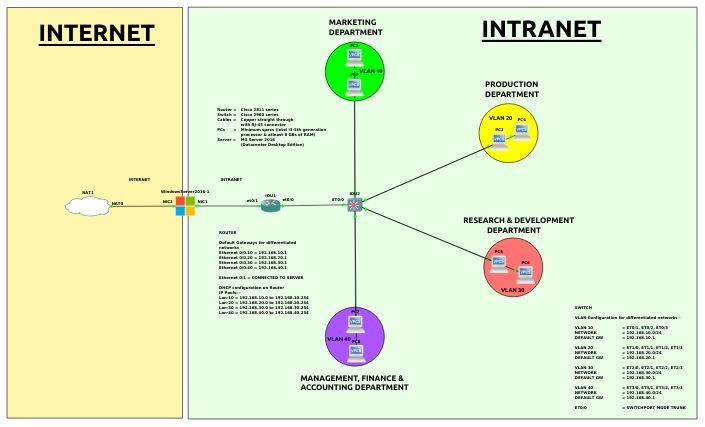 INTERNET
INTRANET
MARKETING
DEPARTMENT
PC1
PC2
VLAN 10
PRODUCTION
DEPARTMENT
VLAN 20
PC4
PC3
Router = Cisco 2811 series
Switch = Cisco 2960 series
Cables = Copper straight through
with RJ-45 connector
PCs = Minimum specs (intel i3-5th generation
processor & atleast 8 GBs of RAM)
Server = MS Server 2016
(Datacenter Desktop Edition)
INTERNET
INTRANET
NAT1
NAT0
WindowsServer2016-1
NIC2
NIC1
IOU1
et0/1
et0/0
ET0/0
IOU2
RESEARCH & DEVELOPMENT
DEPARTMENT
PC5
PC6
VLAN 30
ROUTER
Default Gateways for differentiated
networks -
Ethernet 0/0.10 = 192.168.10.1
Ethernet 0/0.20 = 192.168.20.1
Ethernet 0/0.30 = 192.168.30.1
Ethernet 0/0.40 = 192.168.40.1
Ethernet 0/1 = CONNECTED TO SERVER
DHCP configuration on Router
IP Pools: -
Lan-10 = 192.168.10.0 to 192.168.10.254
Lan-20 = 192.168.20.0 to 192.168.20.254
Lan-30 = 192.168.30.0 to 192.168.30.254
Lan-40 = 192.168.40.0 to 192.168.40.254
PC7
VLAN 40
PC8
MANAGEMENT, FINANCE &
ACCOUNTING DEPARTMENT
SWITCH
VLAN Configuration for differentiated networks -
VLAN 10 = ET0/1, ET0/2, ET0/3
NETWORK = 192.168.10.0/24
DEFAULT GW = 192.168.10.1
VLAN 20 = ET1/0, ET1/1, ET1/2, ET1/3
NETWORK = 192.168.20.0/24
DEFAULT GW = 192.168.20.1
VLAN 30 = ET2/0, ET2/1, ET2/2, ET2/3
NETWORK = 192.168.30.0/24
DEFAULT GW = 192.168.30.1
VLAN 40 = ET3/0, ET3/1, ET3/2, ET3/3
NETWORK = 192.168.40.0/24
DEFAULT GW = 192.168.40.1
ET0/0 = SWITCHPORT MODE TRUNK